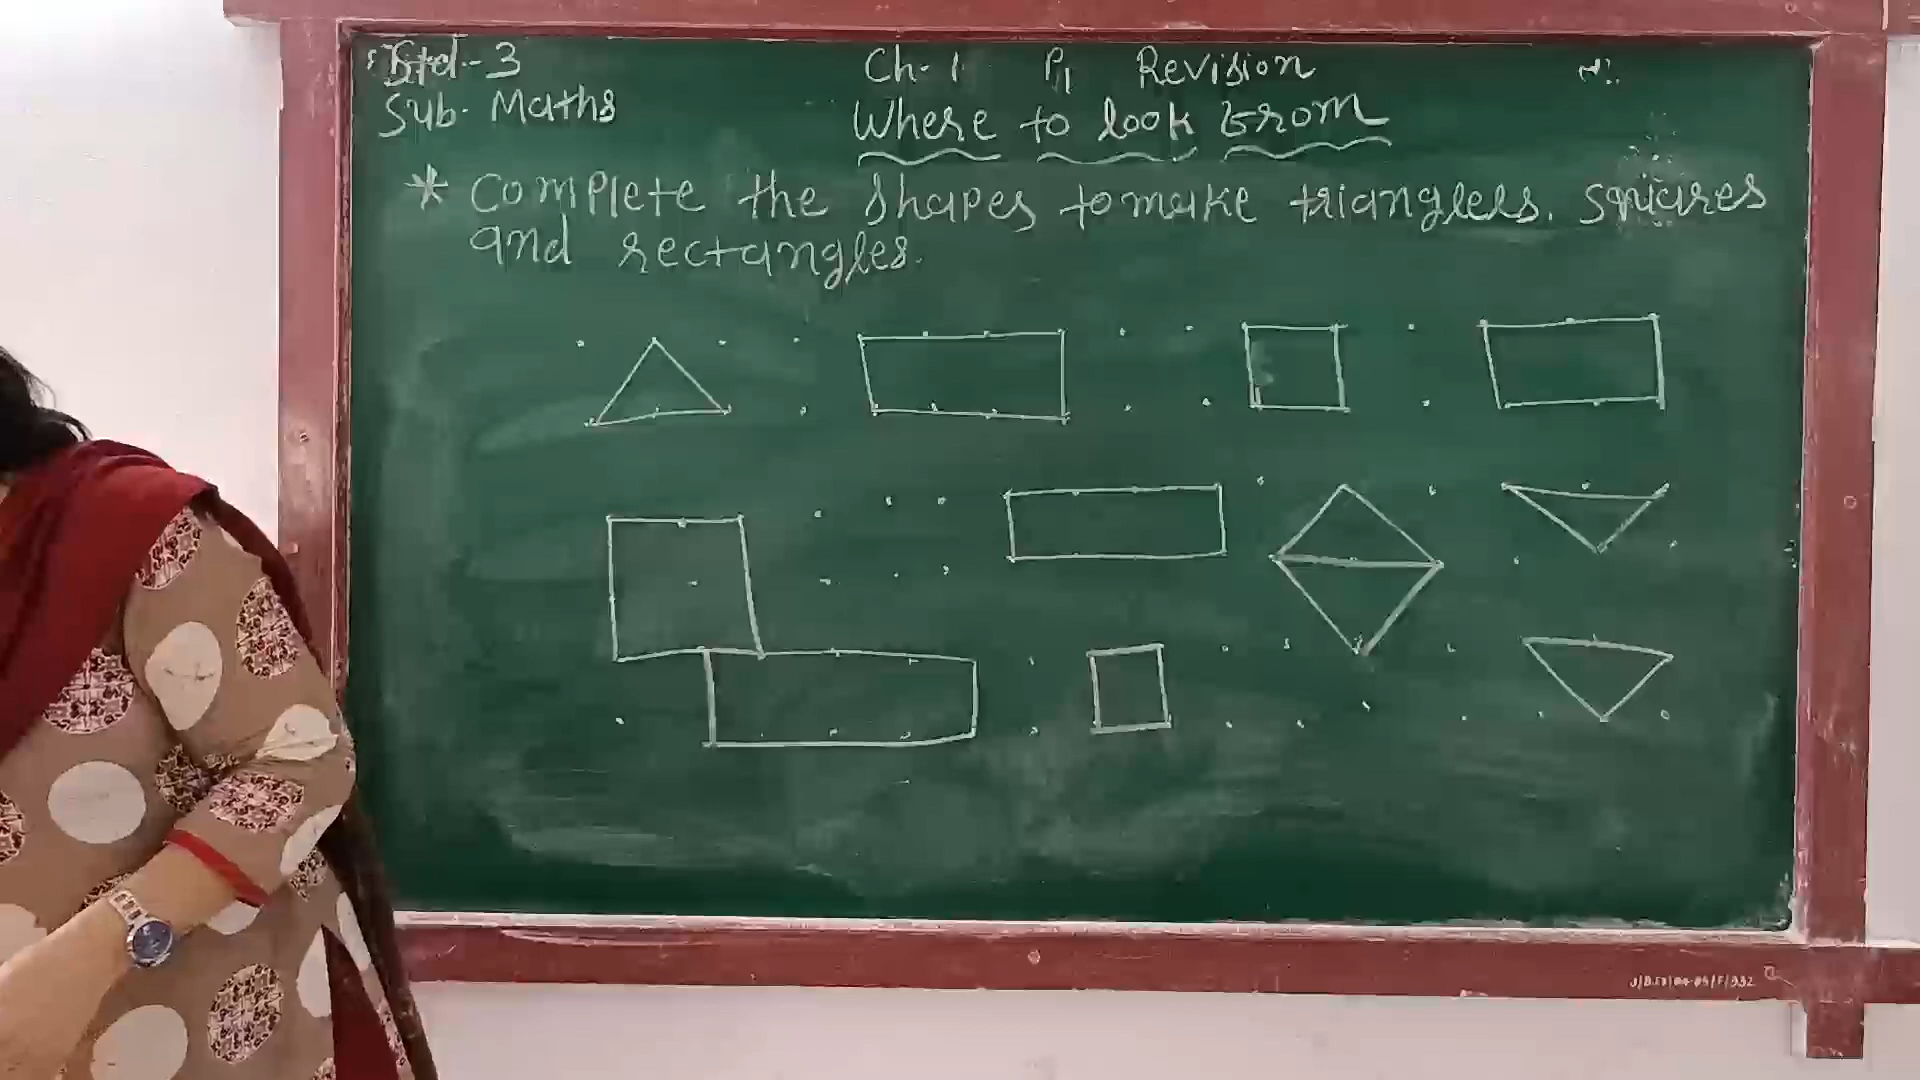 Std.-3
Ch-1 P1 Revision
Sub- Maths
Where to look From
* Complete the shapes to make trianglels. squares
and rectangles.